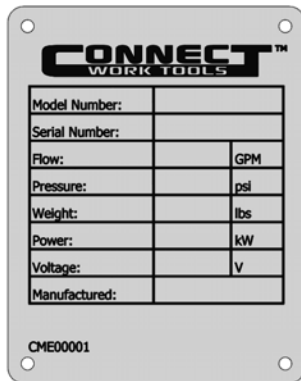 CONNECT™
WORK TOOLS
Model Number:
Serial Number:
Flow: GPM
Pressure: psi
Weight: lbs
Power: kW
Voltage: V
Manufactured:
CME00001